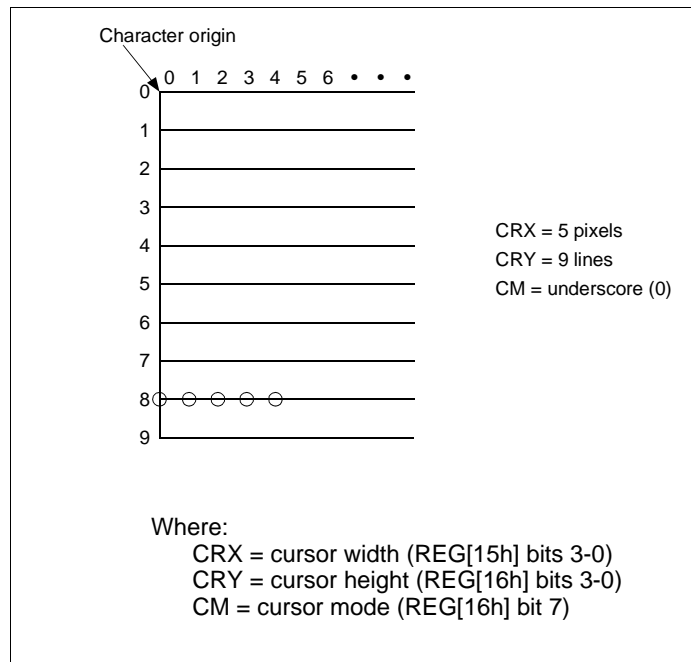 Character origin
0 1 2 3 4 5 6 • • •
0
1
2
3
CRX = 5 pixels
4
CRY = 9 lines
5
CM = underscore (0)
6
7
8
9
Where:
CRX = cursor width (REG[15h] bits 3-0)
CRY = cursor height (REG[16h] bits 3-0)
CM = cursor mode (REG[16h] bit 7)